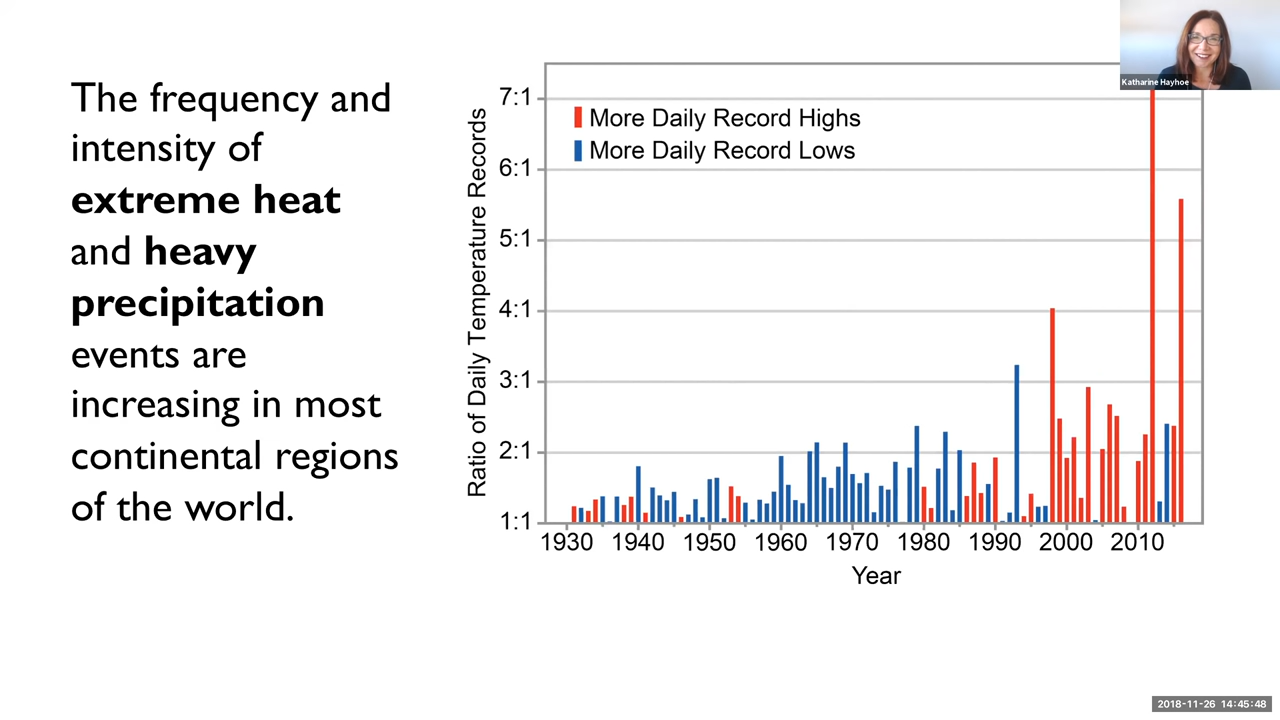 The frequency and
intensity of
extreme heat
and heavy
precipitation
events are
increasing in most
continental regions
of the world.
Katharine Hayhoe
Ratio of Daily Temperature Records
7:1
6:1
5:1
4:1
3:1
2:1
1:1
More Daily Record Highs
More Daily Record Lows
1930 1940 1950 1960 1970 1980 1990 2000 2010
Year
2018-11-26 14:45:48